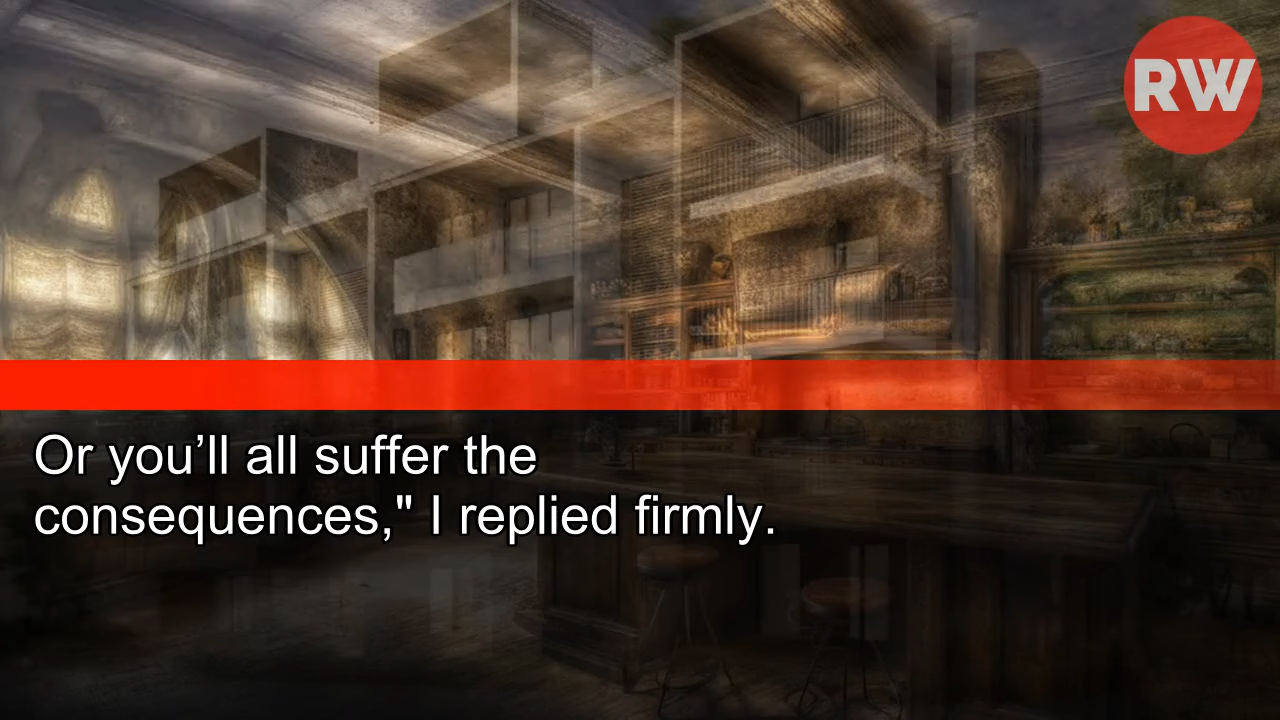 RW
Or you’ll all suffer the
consequences," I replied firmly.